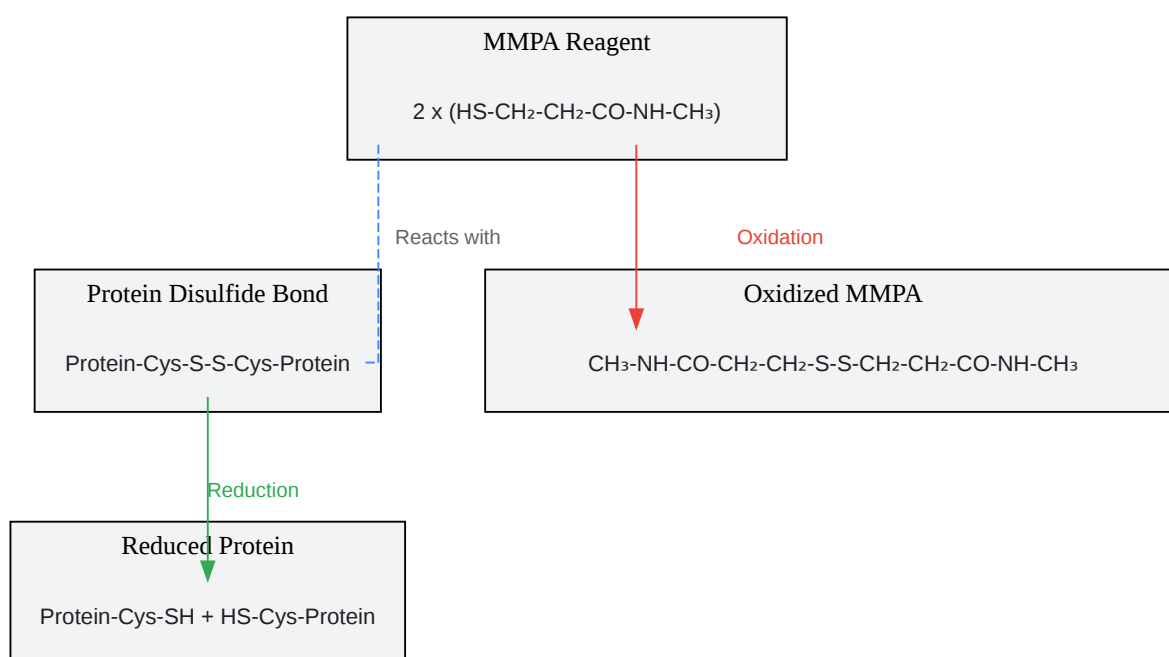 MMPA Reagent
2 x (HS-CH₂-CH₂-CO-NH-CH₃)
Reacts with
Oxidation
Protein Disulfide Bond
Protein-Cys-S-S-Cys-Protein
Oxidized MMPA
CH₃-NH-CO-CH₂-CH₂-S-S-CH₂-CH₂-CO-NH-CH₃
Reduction
Reduced Protein
Protein-Cys-SH + HS-Cys-Protein